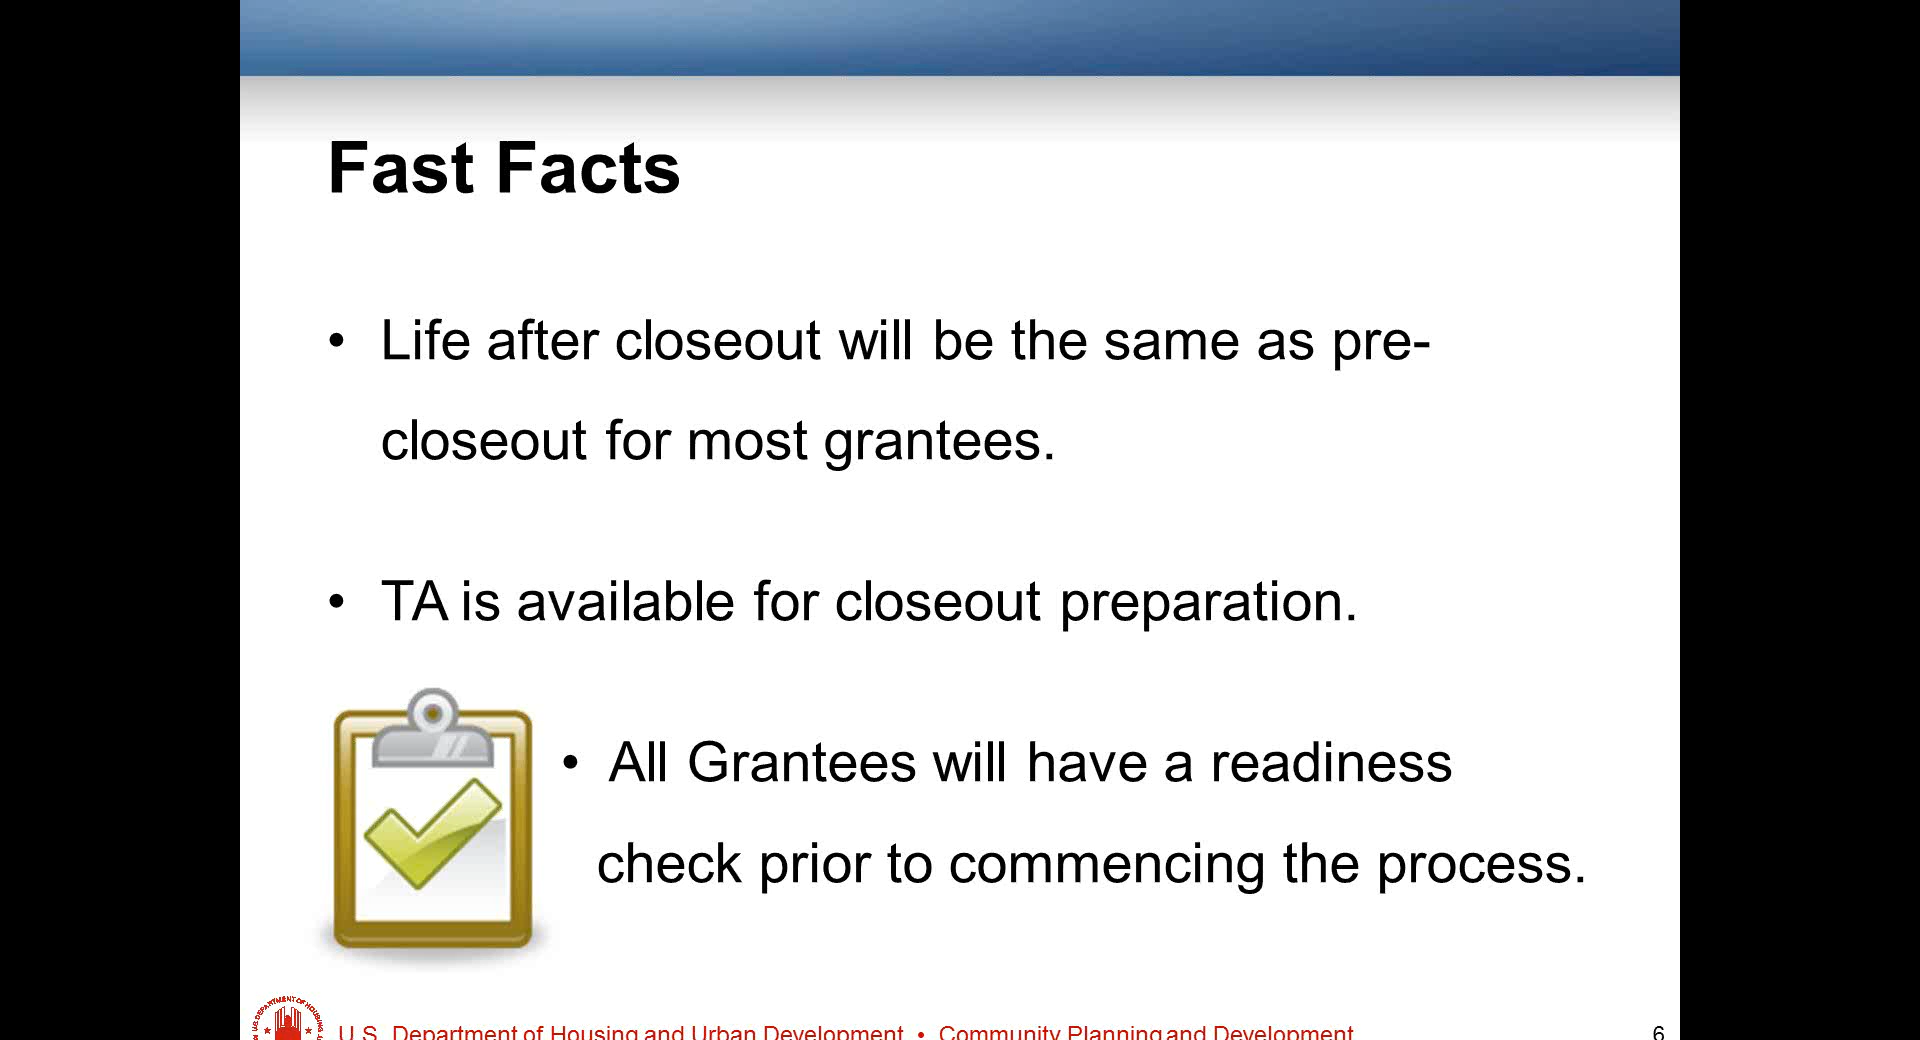 Fast Facts
• Life after closeout will be the same as pre-
closeout for most grantees.
• TA is available for closeout preparation.
• All Grantees will have a readiness
check prior to commencing the process.
U.S. Department of Housing and Urban Development • Community Planning and Development
6